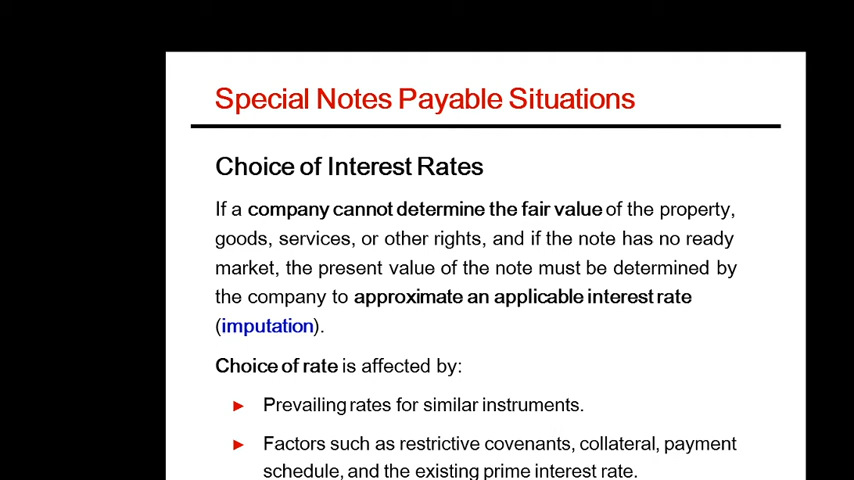 Special Notes Payable Situations
Choice of Interest Rates
If a company cannot determine the fair value of the property,
goods, services, or other rights, and if the note has no ready
market, the present value of the note must be determined by
the company to approximate an applicable interest rate
(imputation).
Choice of rate is affected by:
► Prevailing rates for similar instruments.
► Factors such as restrictive covenants, collateral, payment
schedule, and the existing prime interest rate.